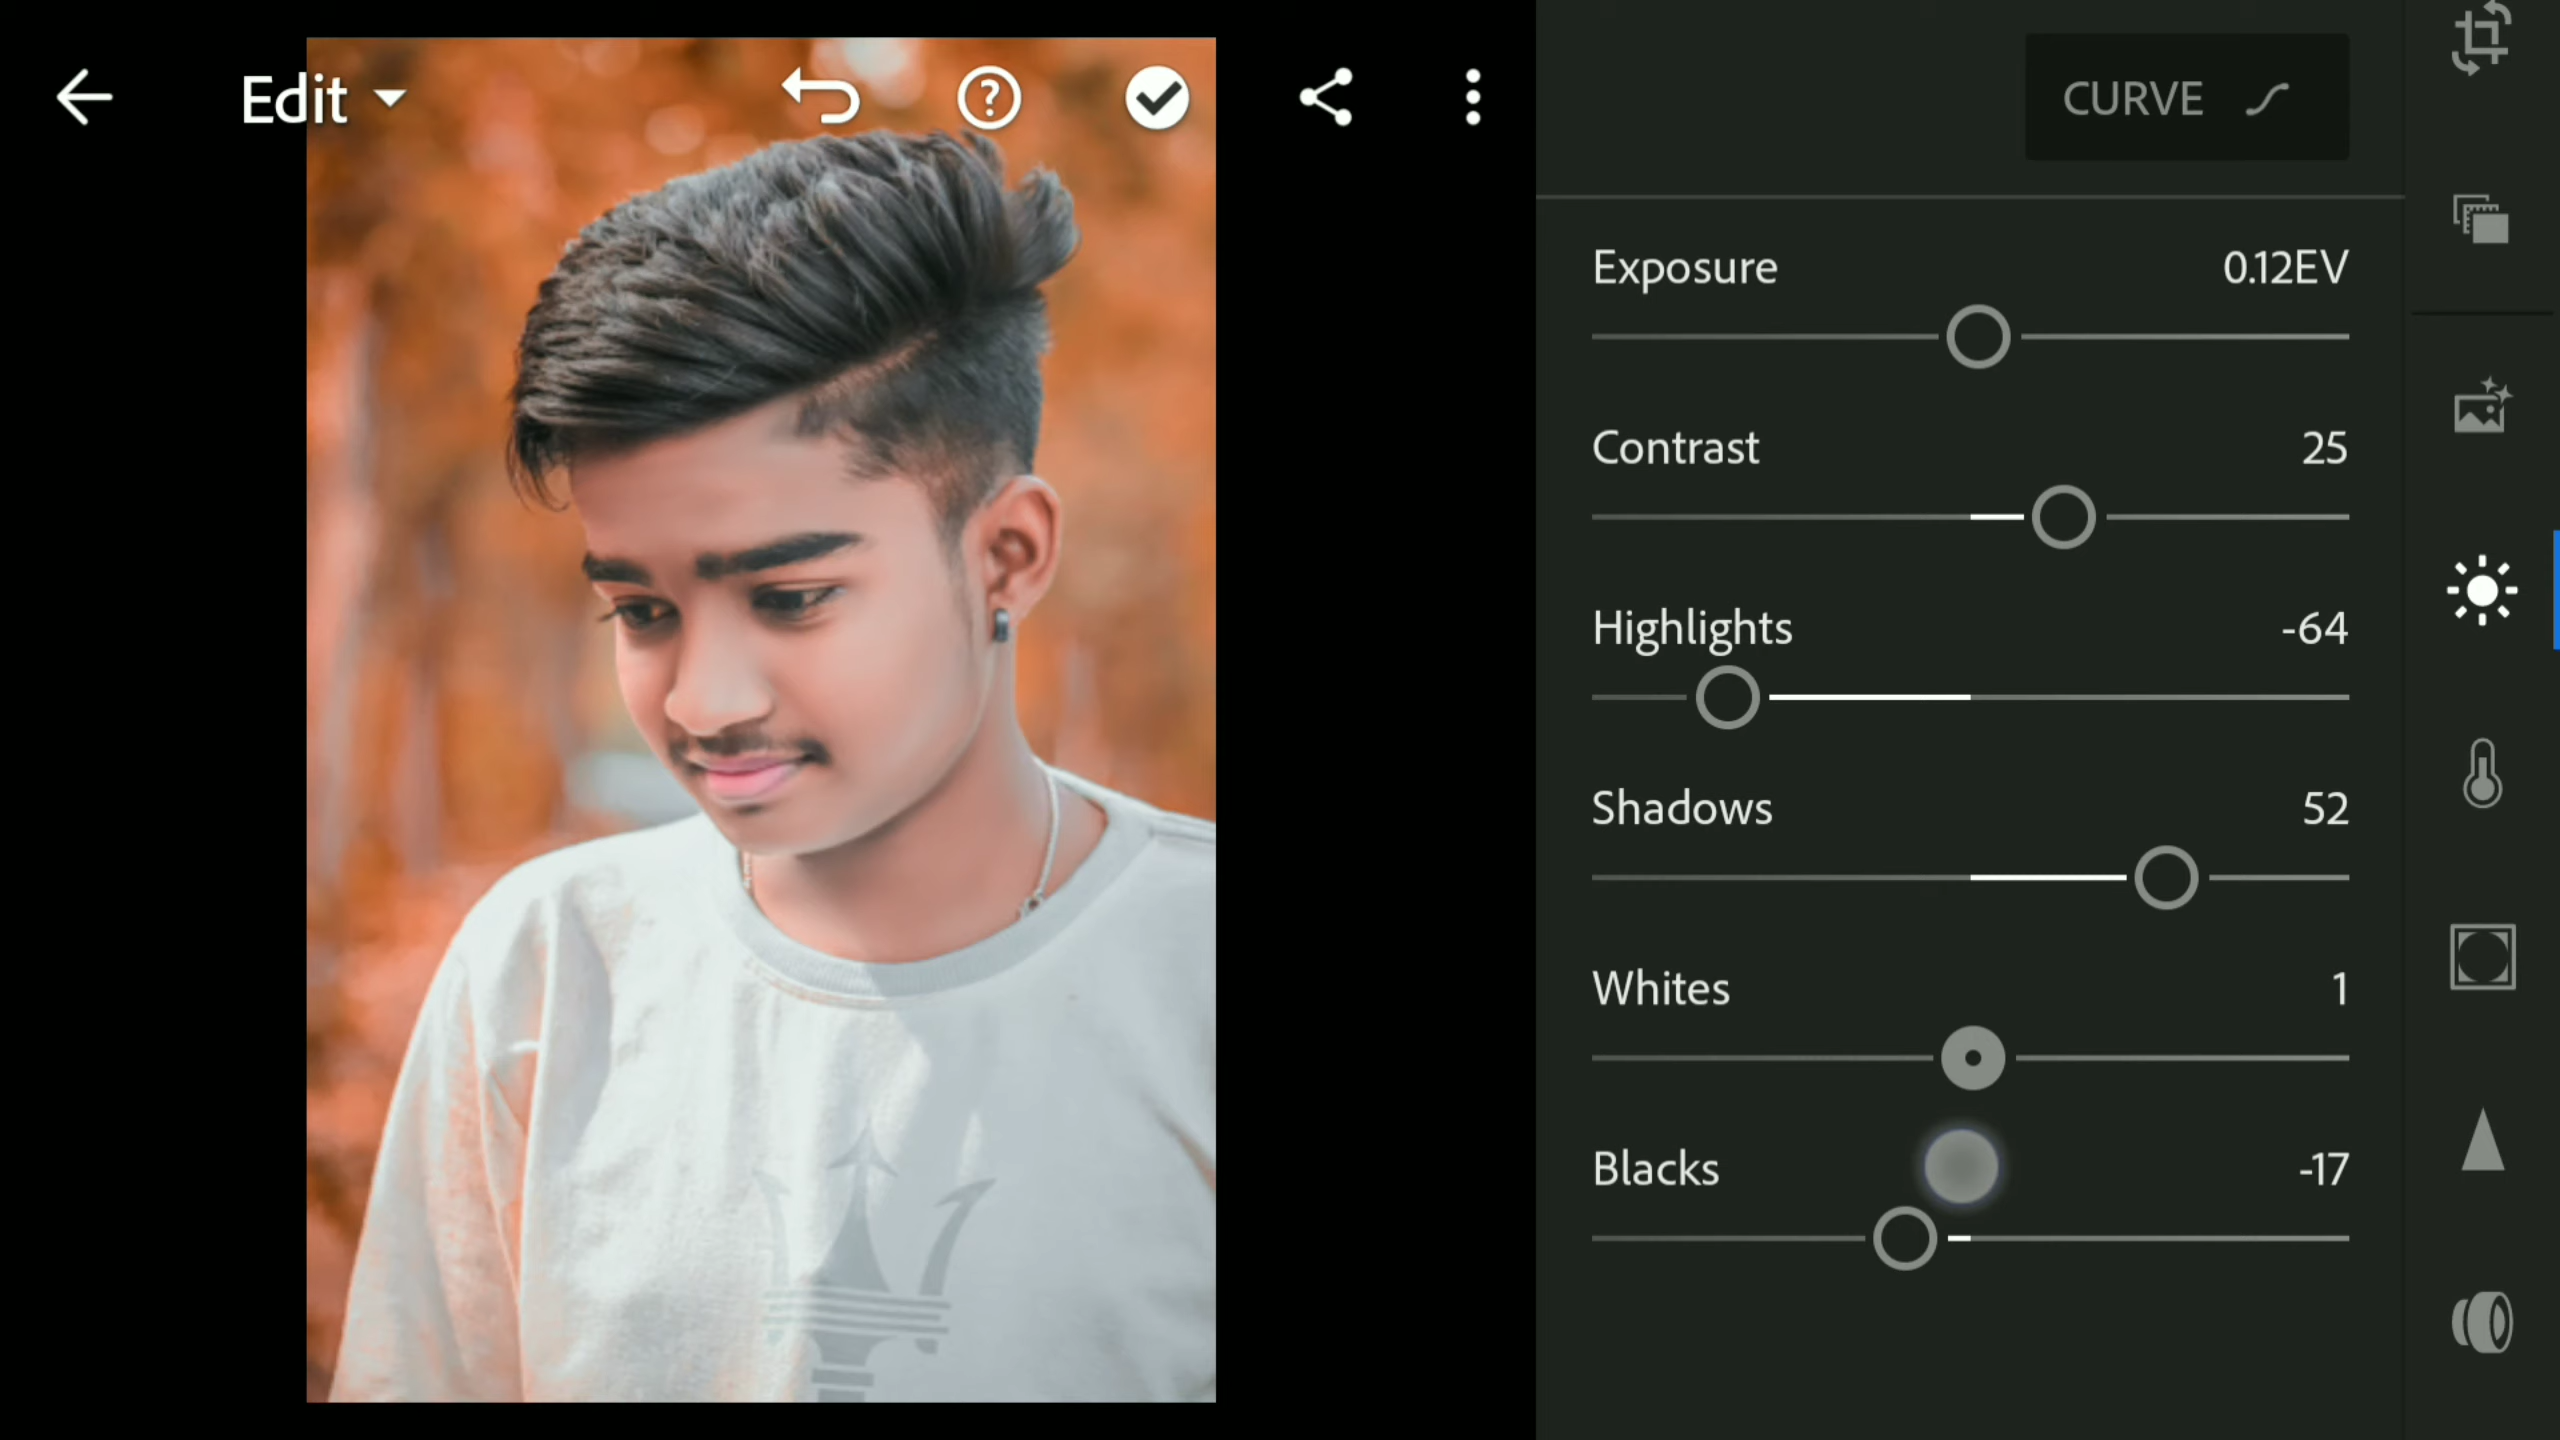 Edit
CURVE
Exposure 0.12EV
Contrast 25
Highlights -64
Shadows 52
Whites 1
Blacks -17